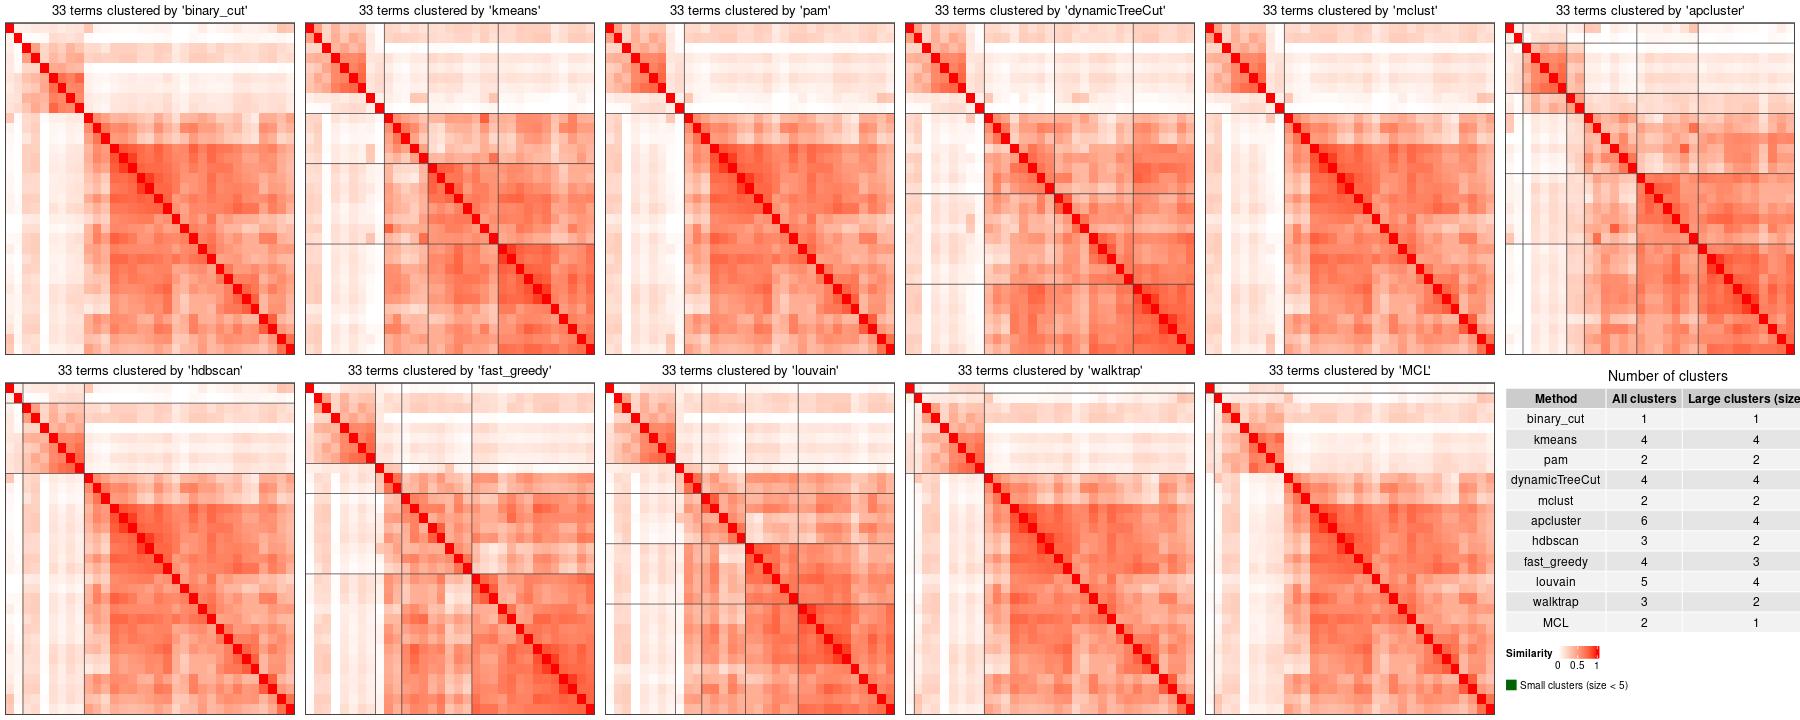 33 terms clustered by 'binary_cut'
33 terms clustered by 'kmeans'
33 terms clustered by 'pam'
33 terms clustered by 'dynamicTreeCut'
33 terms clustered by 'mclust'
33 terms clustered by 'apcluster'
33 terms clustered by 'hdbscan'
33 terms clustered by 'fast_greedy'
33 terms clustered by 'louvain'
33 terms clustered by 'walktrap'
33 terms clustered by 'MCL'
Number of clusters
Method All clusters Large clusters (size
binary_cut 1 1
kmeans 4 4
pam 2 2
dynamicTreeCut 4 4
mclust 2 2
apcluster 6 4
hdbscan 3 2
fast_greedy 4 3
louvain 5 4
walktrap 3 2
MCL 2 1
Similarity
0 0.5 1
Small clusters (size < 5)